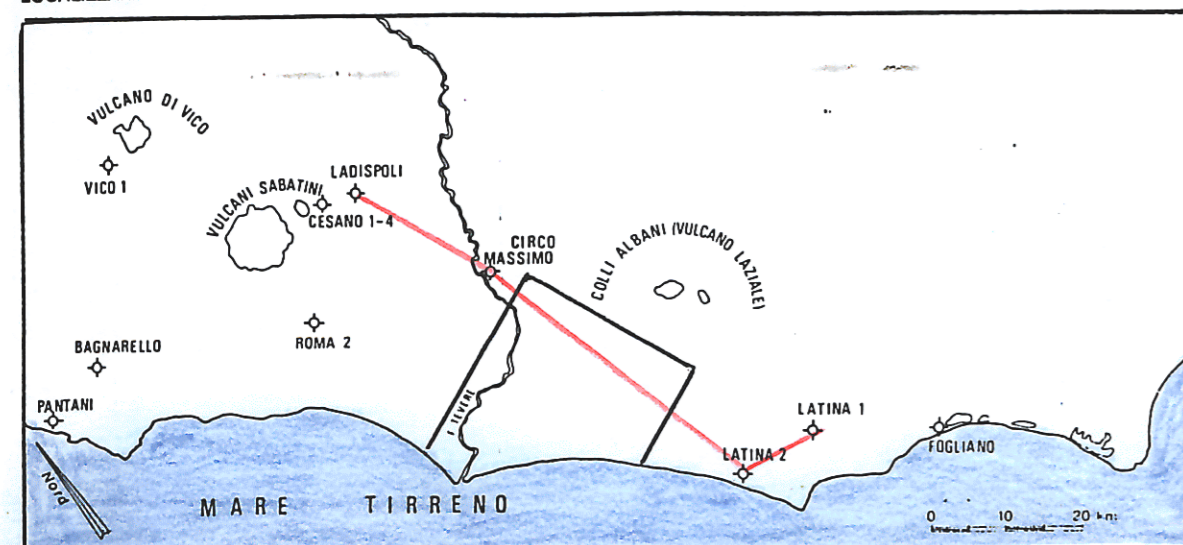 VULCANO DI VICO
VICO 1
VULCANI SABATINI
LADISPOLI
CESANO 1-4
CIRCO
MASSIMO
COLLI ALBANI (VULCANO LAZIALE)
ROMA 2
BAGNARELLO
PANTANI
F. TEVERE
LATINA 1
LATINA 2
FOGLIANO
Nord
MARE TIRRENO
0 10 20 km